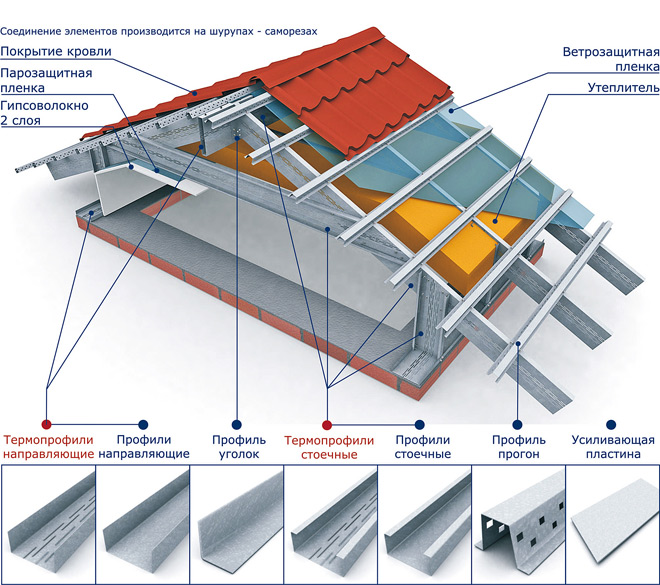 Соединение элементов производится на шурупах - саморезах
Покрытие кровли
Парозащитная
пленка
Гипсоволокно
2 слоя
Ветрозащитная
пленка
Утеплитель
Термопрофили
направляющие
Профили
направляющие
Профиль
уголок
Термопрофили
стоечные
Профили
стоечные
Профиль
прогон
Усиливающая
пластина